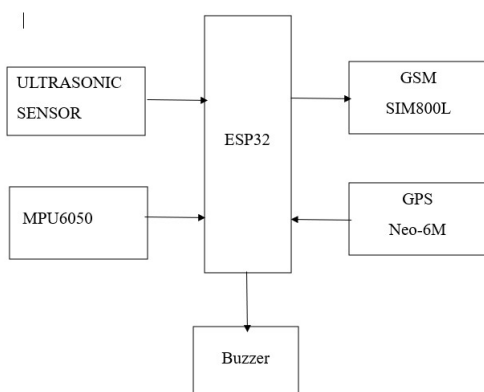 ULTRASONIC
SENSOR
ESP32
GSM
SIM800L
MPU6050
GPS
Neo-6M
Buzzer